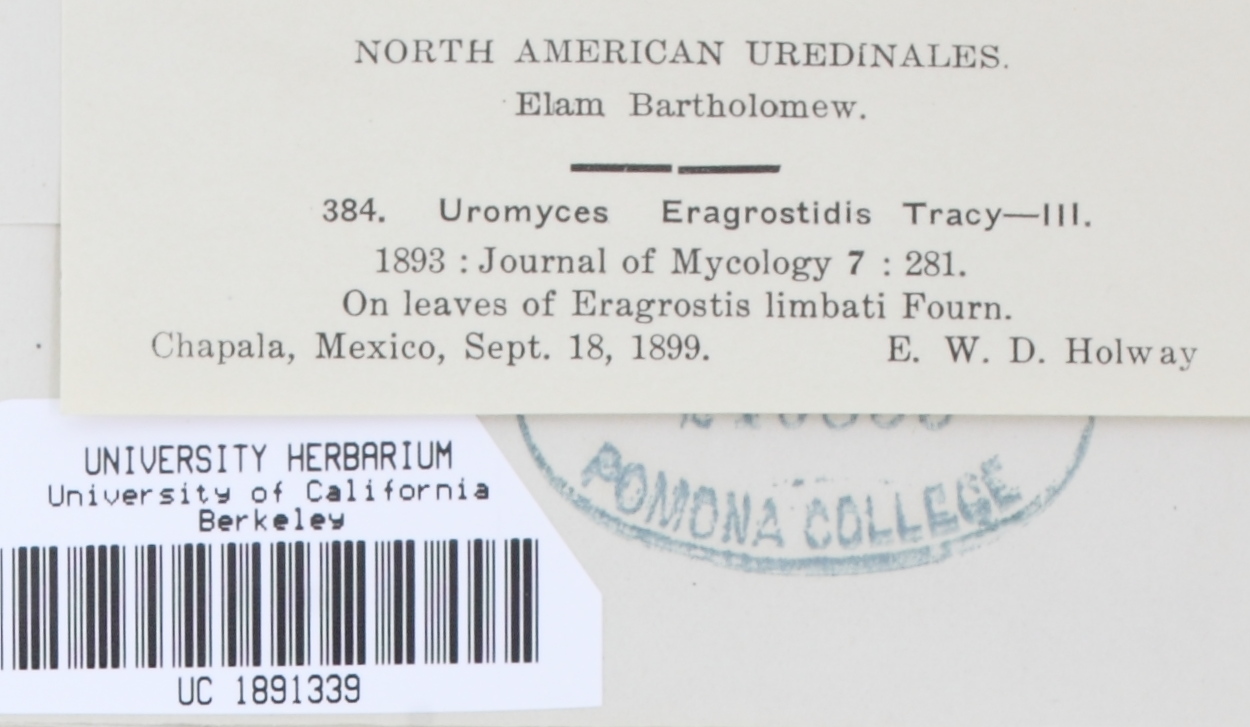 NORTH AMERICAN UREDINALES.
Elam Bartholomew.
384. Uromyces Eragrostidis Tracy—III.
1893 : Journal of Mycology 7 : 281.
On leaves of Eragrostis limbati Fourn.
Chapala, Mexico, Sept. 18, 1899. E. W. D. Holway
POMONA COLLEGE
UNIVERSITY HERBARIUM
University of California
Berkeley
UC 1891339